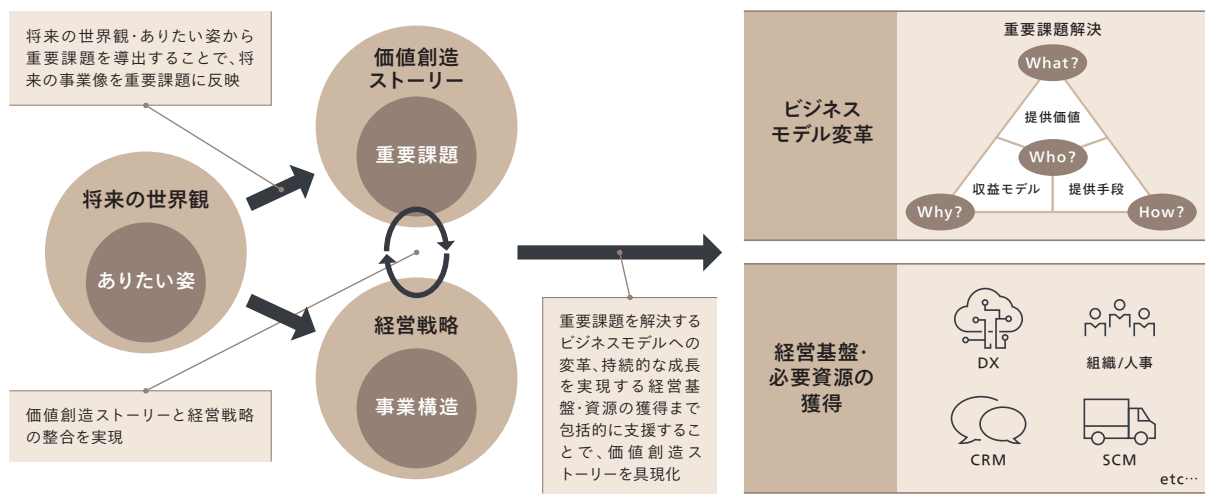 将来の世界観・ありたい姿から
重要課題を導出することで、将
来の事業像を重要課題に反映
将来の世界観
ありたい姿
価値創造ストーリーと経営戦略
の整合を実現
価値創造
ストーリー
重要課題
経営戦略
事業構造
重要課題を解決する
ビジネスモデルへの
変革、持続的な成長
を実現する経営基
盤・資源の獲得まで
包括的に支援するこ
とで、価値創造ス
トーリーを具現化
ビジネス
モデル変革
重要課題解決
What?
提供価値
Who?
収益モデル
提供手段
Why?
How?
経営基盤・
必要資源の
獲得
DX
組織/人事
CRM
SCM
etc…